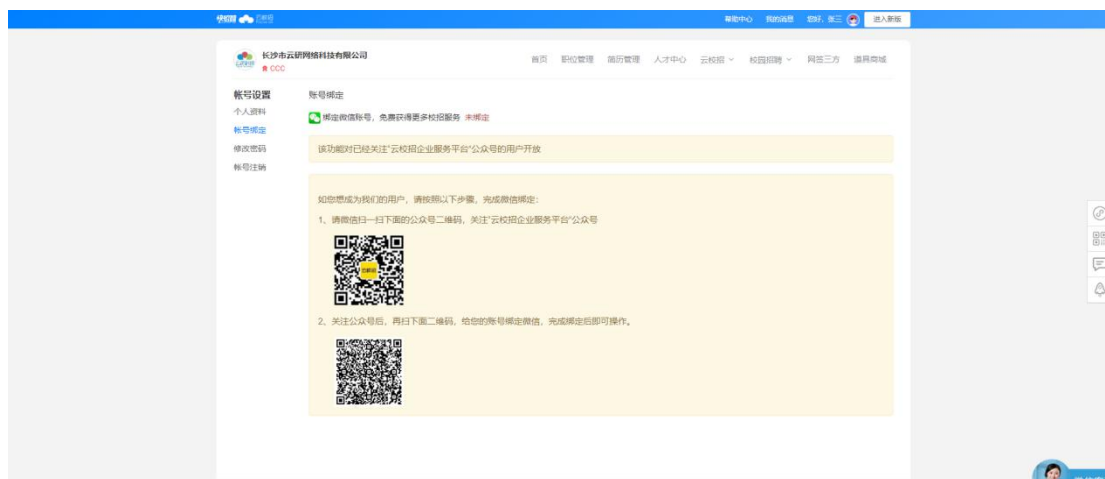 帮助中心 我的消息 您好，张三 进入新版
长沙市云研网络科技有限公司
CCC
首页 职位管理 简历管理 人才中心 云校招 校园招聘 网签三方 道具商城
帐号设置
个人资料
帐号绑定
修改密码
帐号注销
账号绑定
绑定微信账号，免费获得更多校招服务 未绑定
该功能对已经关注“云校招企业服务平台”公众号的用户开放
如您想成为我们的用户，请按照以下步骤，完成微信绑定：
1、请微信扫一扫下面的公众号二维码，关注“云校招企业服务平台”公众号
2、关注公众号后，再扫下面二维码，给您的账号绑定微信，完成绑定后即可操作。